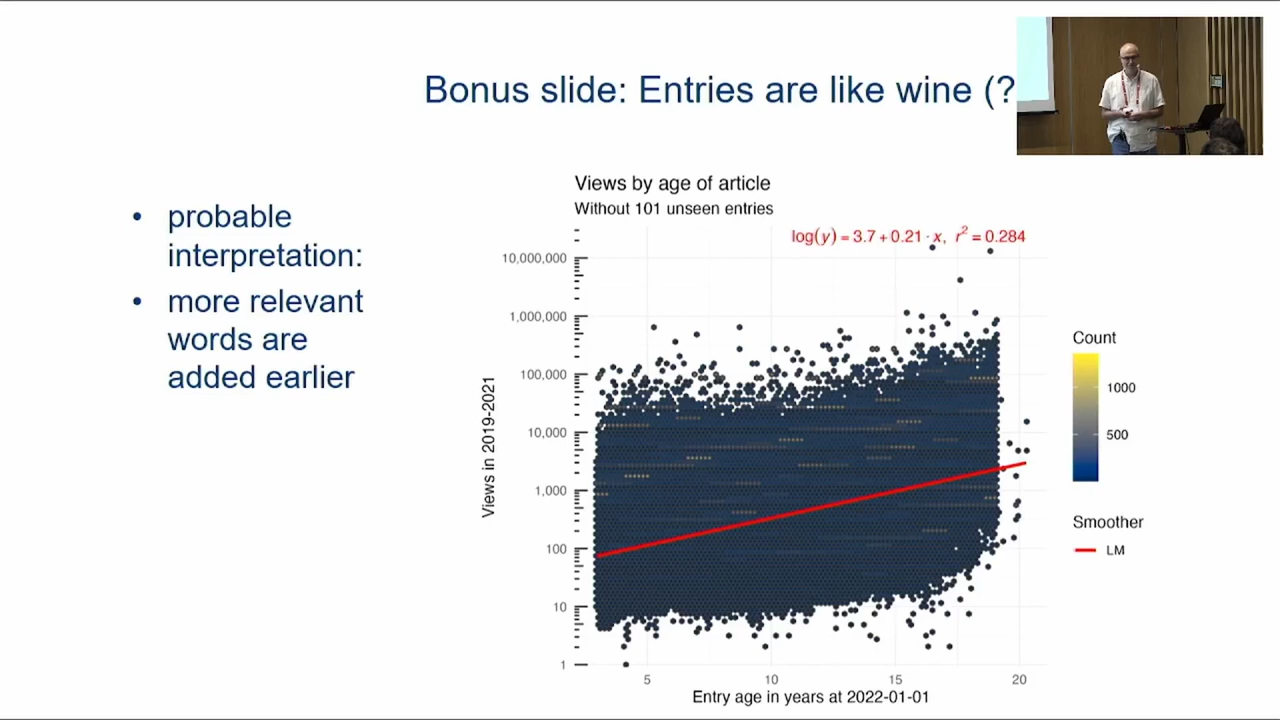 Bonus slide: Entries are like wine (?
• probable
interpretation:
• more relevant
words are
added earlier
Views by age of article
Without 101 unseen entries
log(y) = 3.7 + 0.21 · x, r² = 0.284
10,000,000
1,000,000
100,000
10,000
1,000
100
10
1
Views in 2019-2021
5 10 15 20
Entry age in years at 2022-01-01
Count
1000
500
Smoother
LM